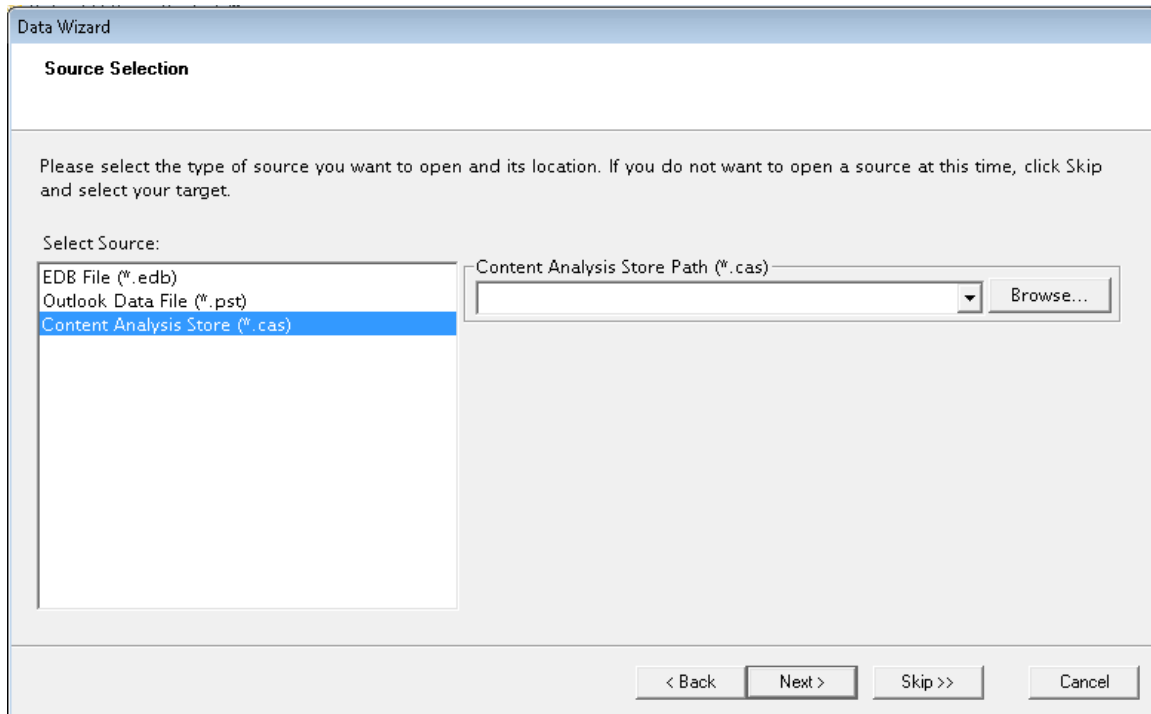 Data Wizard
Source Selection
Please select the type of source you want to open and its location. If you do not want to open a source at this time, click Skip
and select your target.
Select Source:
EDB File (*.edb)
Outlook Data File (*.pst)
Content Analysis Store (*.cas)
Content Analysis Store Path (*.cas)
Browse...
< Back
Next >
Skip >>
Cancel